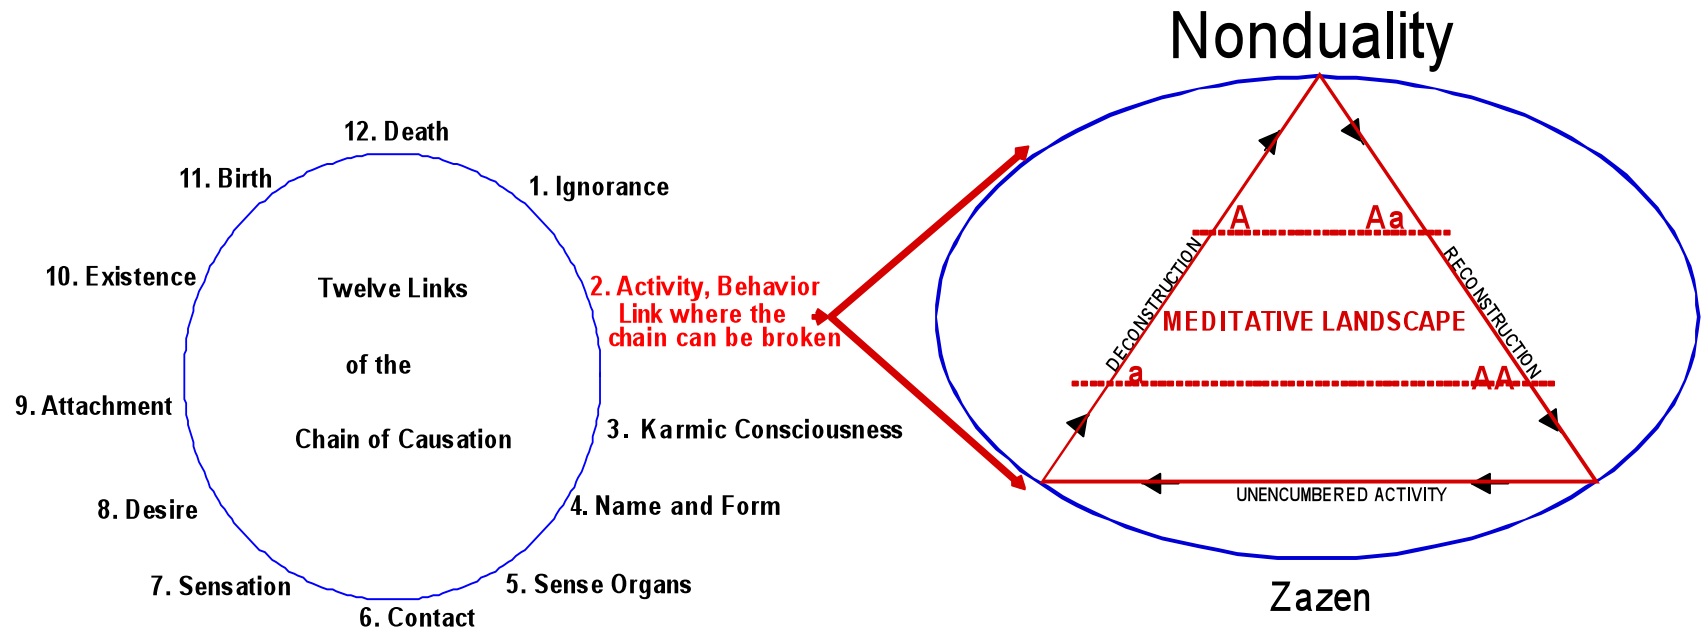 Nonduality
12. Death
11. Birth
1. Ignorance
10. Existence
Twelve Links
of the
Chain of Causation
2. Activity, Behavior
Link where the
chain can be broken
9. Attachment
3. Karmic Consciousness
8. Desire
4. Name and Form
7. Sensation
5. Sense Organs
6. Contact
A
Aa
DECONSTRUCTION
RECONSTRUCTION
MEDITATIVE LANDSCAPE
a
AA
UNENCUMBERED ACTIVITY
Zazen